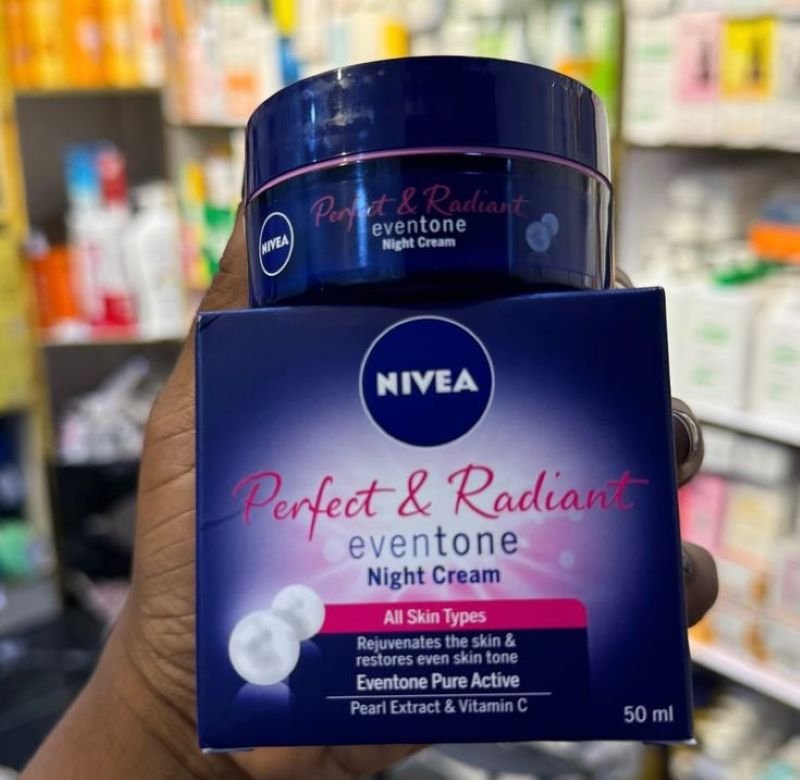 Perfect & Radiant
eventone
NIVEA
Night Cream
NIVEA
Perfect & Radiant
eventone
Night Cream
All Skin Types
Rejuvenates the skin &
restores even skin tone
Eventone Pure Active
Pearl Extract & Vitamin C
50 ml